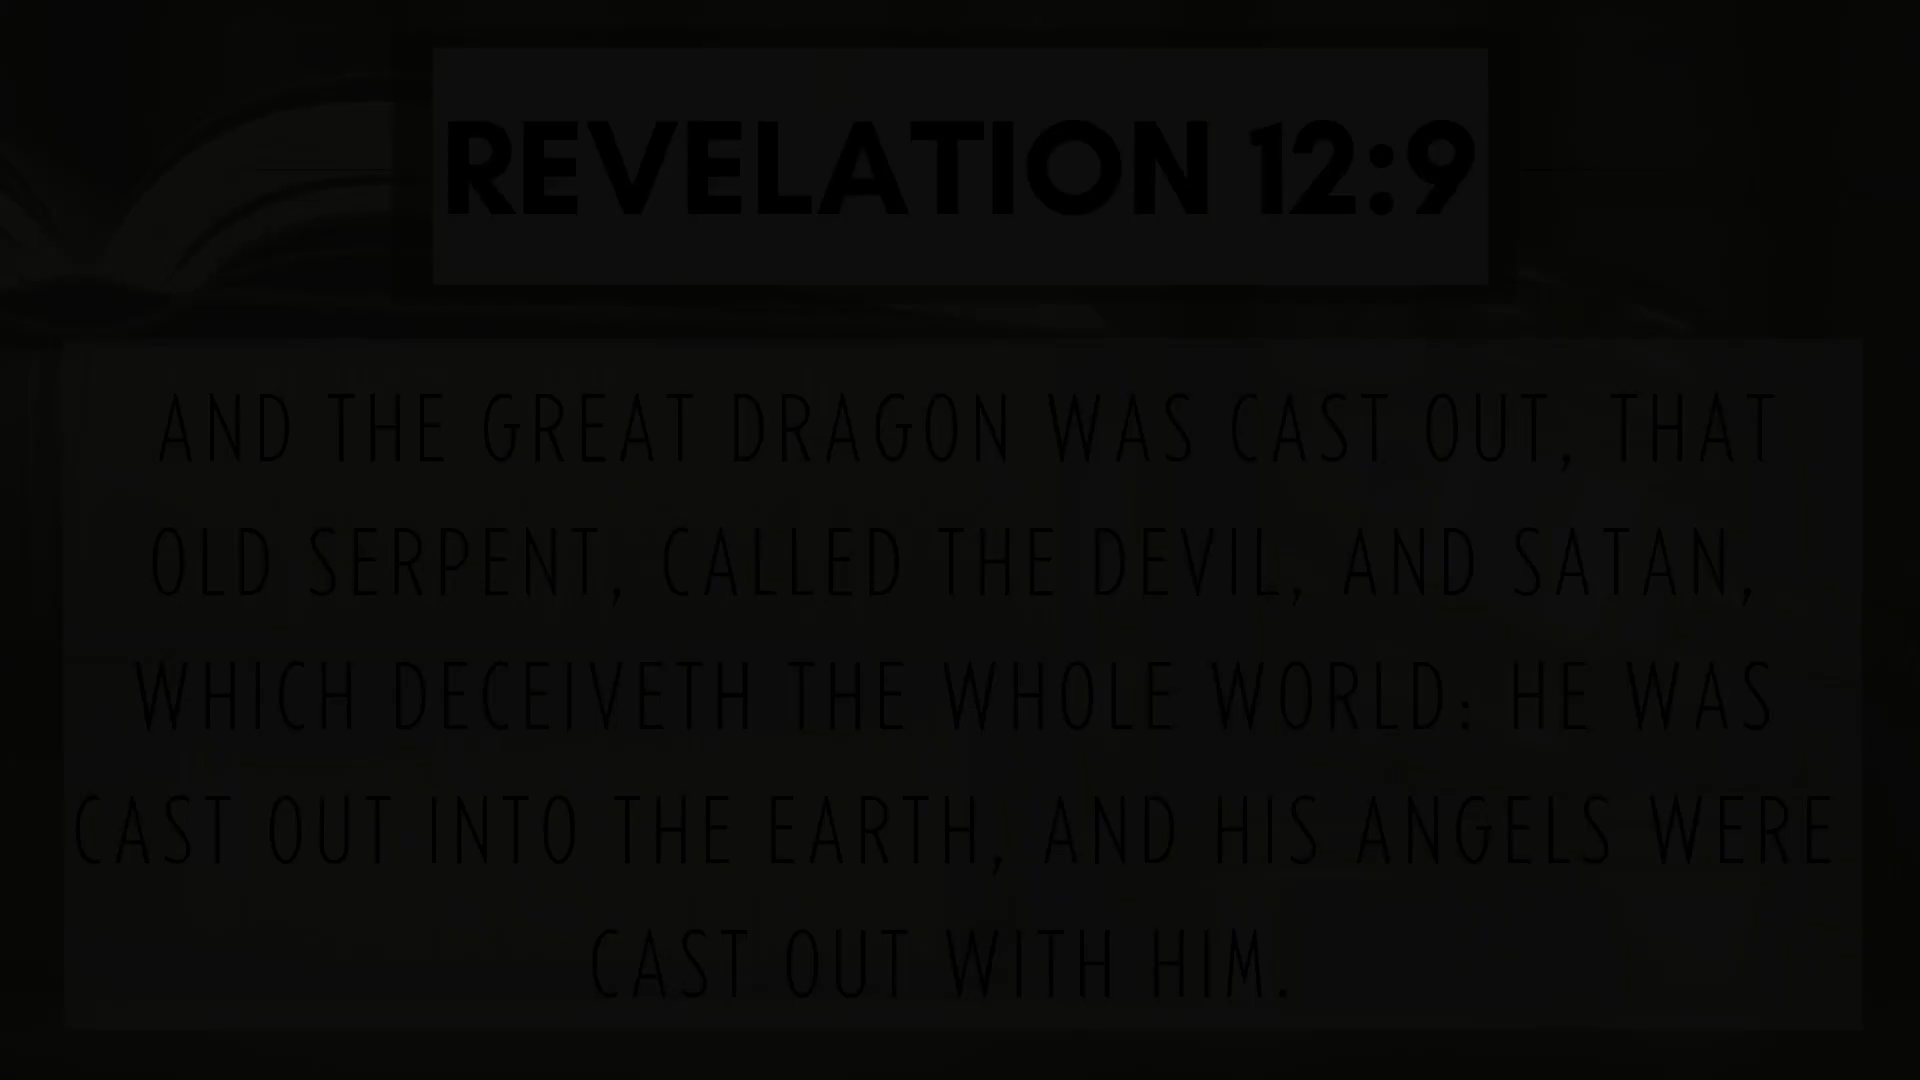 REVELATION 12:9
AND THE GREAT DRAGON WAS CAST OUT, THAT
OLD SERPENT, CALLED THE DEVIL, AND SATAN,
WHICH DECEIVETH THE WHOLE WORLD: HE WAS
CAST OUT INTO THE EARTH, AND HIS ANGELS WERE
CAST OUT WITH HIM.